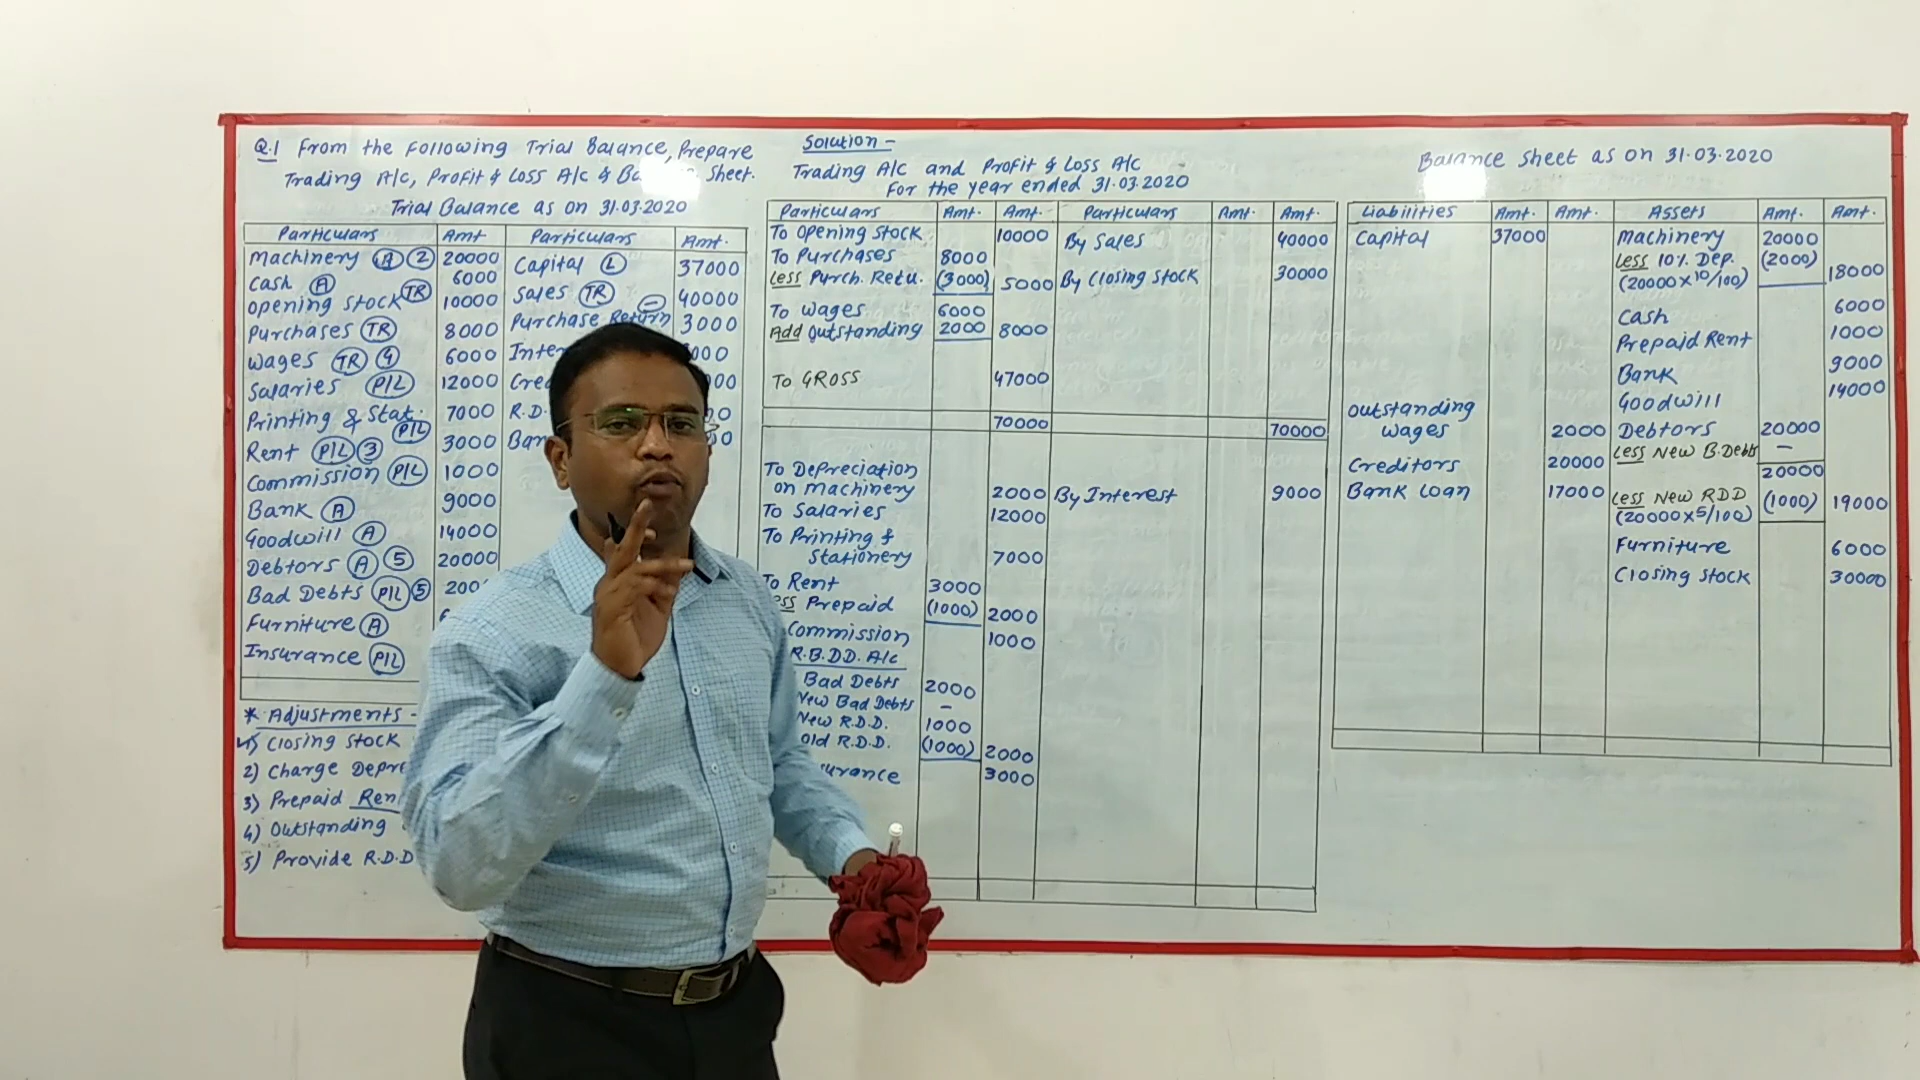 Q.1 From the Following Trial Balance, Prepare
Trading A/c, Profit & Loss A/c & Sheet.
Trial Balance as on 31.03.2020
Particulars Amt Particulars Amt.
Machinery (A) (2) 20000 Capital (L) 37000
Cash (A) 6000 Sales (TR) 40000
Opening Stock (TR) 10000 Purchase Return (-) 3000
Purchases (TR) 8000
Wages (TR) (4) 6000
Salaries (P/L) 12000
Printing & Stat. (P/L) 7000 R.D.
Rent (P/L) (3) 3000
Commission (P/L) 1000
Bank (A) 9000
Goodwill (A) 14000
Debtors (A) (5) 20000
Bad Debts (P/L) (5)
Furniture (A)
Insurance (P/L)
* Adjustments -
1) Closing Stock
2) Charge
3) Prepaid
4) Outstanding
5) Provide R.D.D
Solution -
Trading A/c and Profit & Loss A/c
For the year ended 31.03.2020
Particulars Amt. Amt. Particulars Amt. Amt.
To Opening Stock 10000 By Sales 40000
To Purchases 8000
Less Purch. Retu. (3000) 5000 By Closing Stock 30000
To Wages 6000
Add Outstanding 2000 8000
To GROSS 47000
70000 70000
To Depreciation
on Machinery 2000 By Interest 9000
To Salaries 12000
To Printing &
Stationery 7000
To Rent 3000
Prepaid (1000) 2000
Commission 1000
R.B.D.D. A/c
Bad Debts 2000
New Bad Debts -
New R.D.D. 1000
Old R.D.D. (1000) 2000
3000
Balance Sheet as on 31.03.2020
Liabilities Amt. Amt. Assets Amt. Amt.
Capital 37000 Machinery 20000
Less 10% Dep. (2000)
(20000x10/100) 18000
Cash 6000
Prepaid Rent 1000
Bank 9000
Goodwill 14000
Outstanding
Wages 2000 Debtors 20000
Less New B.Debts -
Creditors 20000 20000
Bank Loan 17000 Less New RDD (1000) 19000
(20000x5/100)
Furniture 6000
Closing Stock 30000